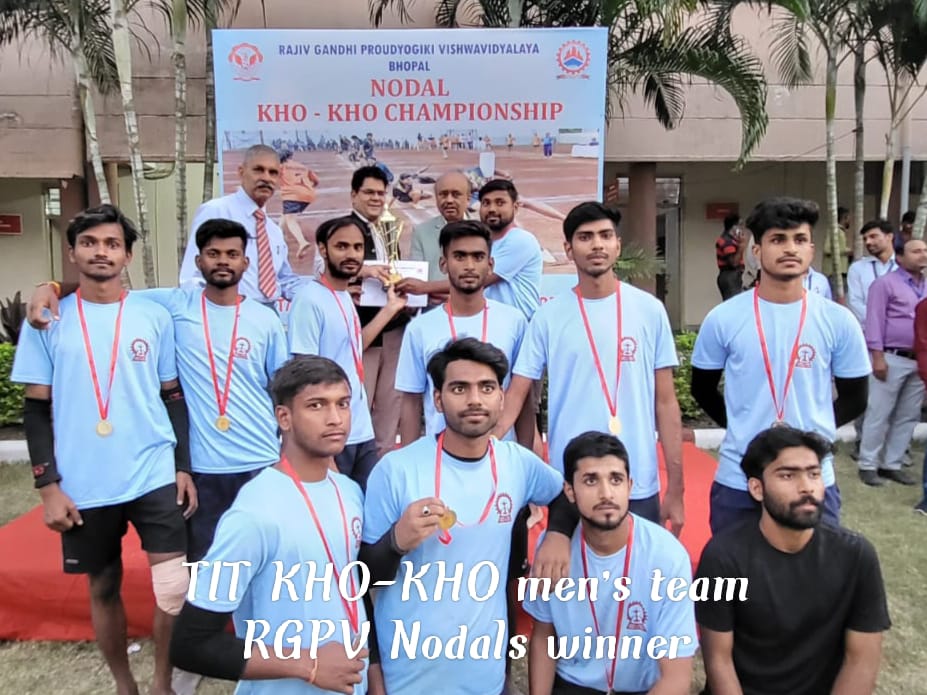 RAJIV GANDHI PROUDYOGIKI VISHWAVIDYALAYA
BHOPAL
NODAL
KHO - KHO CHAMPIONSHIP
TIT KHO-KHO men's team
RGPV Nodals winner